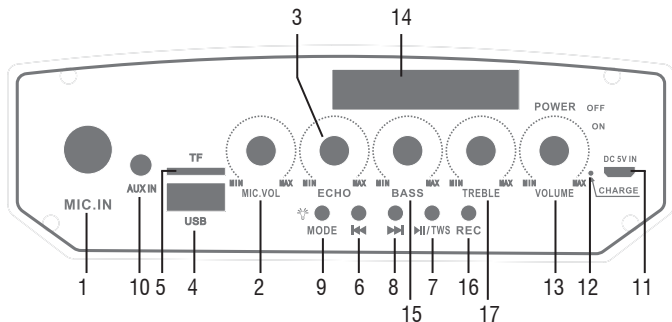 3 14
POWER OFF
ON
TF
DC 5V IN
AUX IN
MIN MAX MIN MAX MIN MAX MIN MAX MIN MAX
MIC.VOL ECHO BASS TREBLE VOLUME CHARGE
MIC.IN
USB
MODE /TWS REC
1 10 5 4 2 9 6 8 7 16 13 12 11
15 17